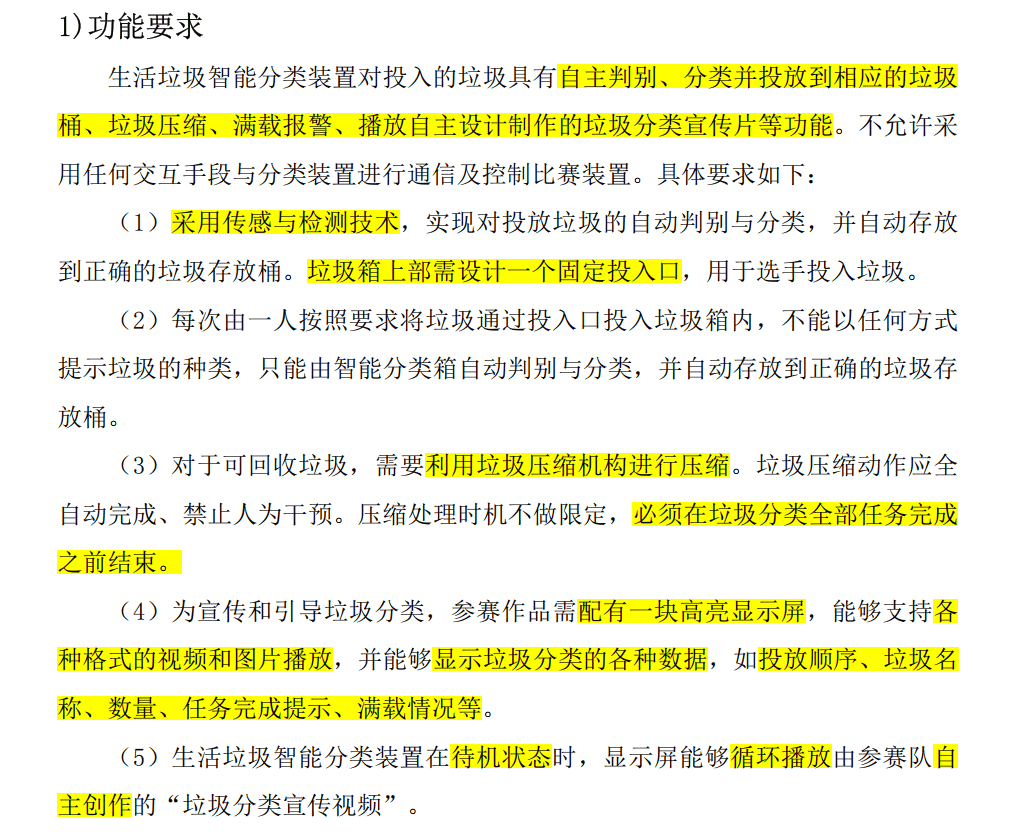 1)功能要求
生活垃圾智能分类装置对投入的垃圾具有自主判别、分类并投放到相应的垃圾
桶、垃圾压缩、满载报警、播放自主设计制作的垃圾分类宣传片等功能。不允许采
用任何交互手段与分类装置进行通信及控制比赛装置。具体要求如下：
（1）采用传感与检测技术，实现对投放垃圾的自动判别与分类，并自动存放
到正确的垃圾存放桶。垃圾箱上部需设计一个固定投入口，用于选手投入垃圾。
（2）每次由一人按照要求将垃圾通过投入口投入垃圾箱内，不能以任何方式
提示垃圾的种类，只能由智能分类箱自动判别与分类，并自动存放到正确的垃圾存
放桶。
（3）对于可回收垃圾，需要利用垃圾压缩机构进行压缩。垃圾压缩动作应全
自动完成、禁止人为干预。压缩处理时机不做限定，必须在垃圾分类全部任务完成
之前结束。
（4）为宣传和引导垃圾分类，参赛作品需配有一块高亮显示屏，能够支持各
种格式的视频和图片播放，并能够显示垃圾分类的各种数据，如投放顺序、垃圾名
称、数量、任务完成提示、满载情况等。
（5）生活垃圾智能分类装置在待机状态时，显示屏能够循环播放由参赛队自
主创作的“垃圾分类宣传视频”。